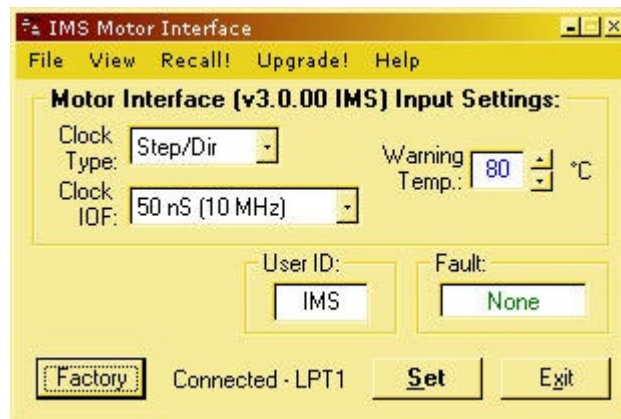 IMS Motor Interface
File View Recall! Upgrade! Help
Motor Interface (v3.0.00 IMS) Input Settings:
Clock Type: Step/Dir
Warning Temp.: 80 °C
Clock IOF: 50 nS (10 MHz)
User ID:
IMS
Fault:
None
Factory
Connected - LPT1
Set
Exit